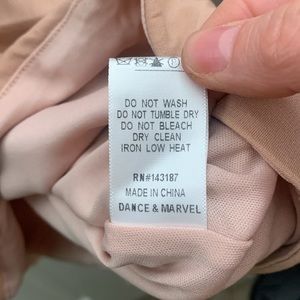 DO NOT WASH
DO NOT TUMBLE DRY
DO NOT BLEACH
DRY CLEAN
IRON LOW HEAT
RN#143187
MADE IN CHINA
DANCE & MARVEL